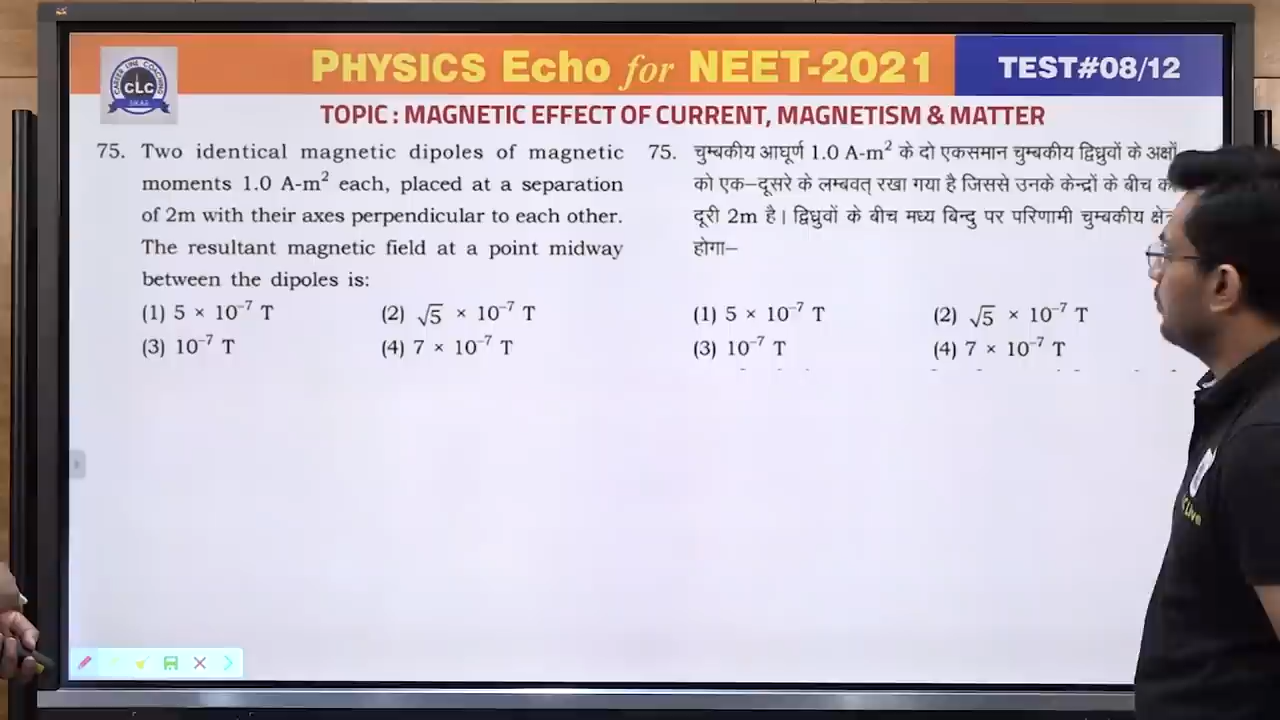 PHYSICS Echo for NEET-2021
TEST#08/12
CLC
SIKAR
TOPIC : MAGNETIC EFFECT OF CURRENT, MAGNETISM & MATTER
75. Two identical magnetic dipoles of magnetic
moments 1.0 A-m² each, placed at a separation
of 2m with their axes perpendicular to each other.
The resultant magnetic field at a point midway
between the dipoles is:
(1) 5 × 10⁻⁷ T (2) √5 × 10⁻⁷ T
(3) 10⁻⁷ T (4) 7 × 10⁻⁷ T
75. चुम्बकीय आघूर्ण 1.0 A-m² के दो एकसमान चुम्बकीय द्विध्रुवों के अक्षों
को एक–दूसरे के लम्बवत् रखा गया है जिससे उनके केन्द्रों के बीच
दूरी 2m है। द्विध्रुवों के बीच मध्य बिन्दु पर परिणामी चुम्बकीय
होगा–
(1) 5 × 10⁻⁷ T (2) √5 × 10⁻⁷ T
(3) 10⁻⁷ T (4) 7 × 10⁻⁷ T